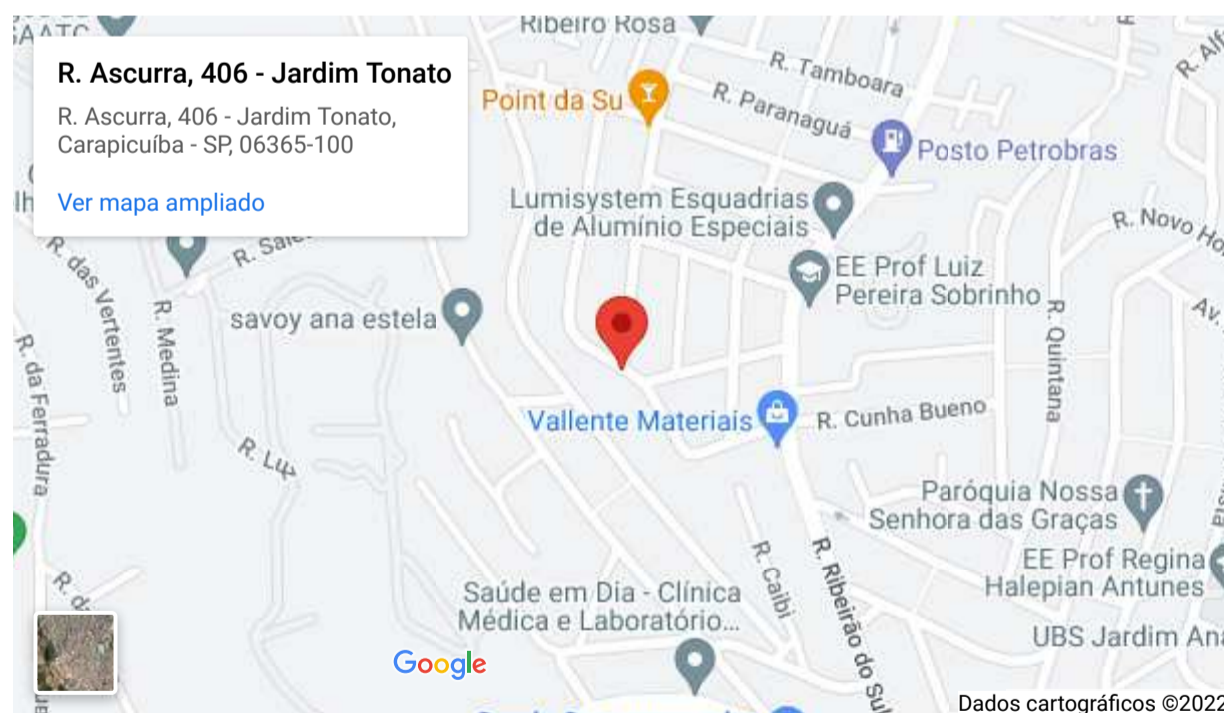 Ribeiro Rosa
R. Ascurra, 406 - Jardim Tonato
R. Ascurra, 406 - Jardim Tonato,
Carapicuíba - SP, 06365-100
Ver mapa ampliado
R. Tamboara
Point da Su
R. Paranaguá
Posto Petrobras
Lumisystem Esquadrias
de Alumínio Especiais
R. das Vertentes
EE Prof Luiz
Pereira Sobrinho
R. Medina
savoy ana estela
R. Quintana
Av.
R. da Ferradura
Vallente Materiais
R. Cunha Bueno
R. Luz
Paróquia Nossa
Senhora das Graças
R. Caibi
R. Ribeirão do Sul
EE Prof Regina
Halepian Antunes
Saúde em Dia - Clínica
Médica e Laboratório...
UBS Jardim Ana
Google
Dados cartográficos ©2022